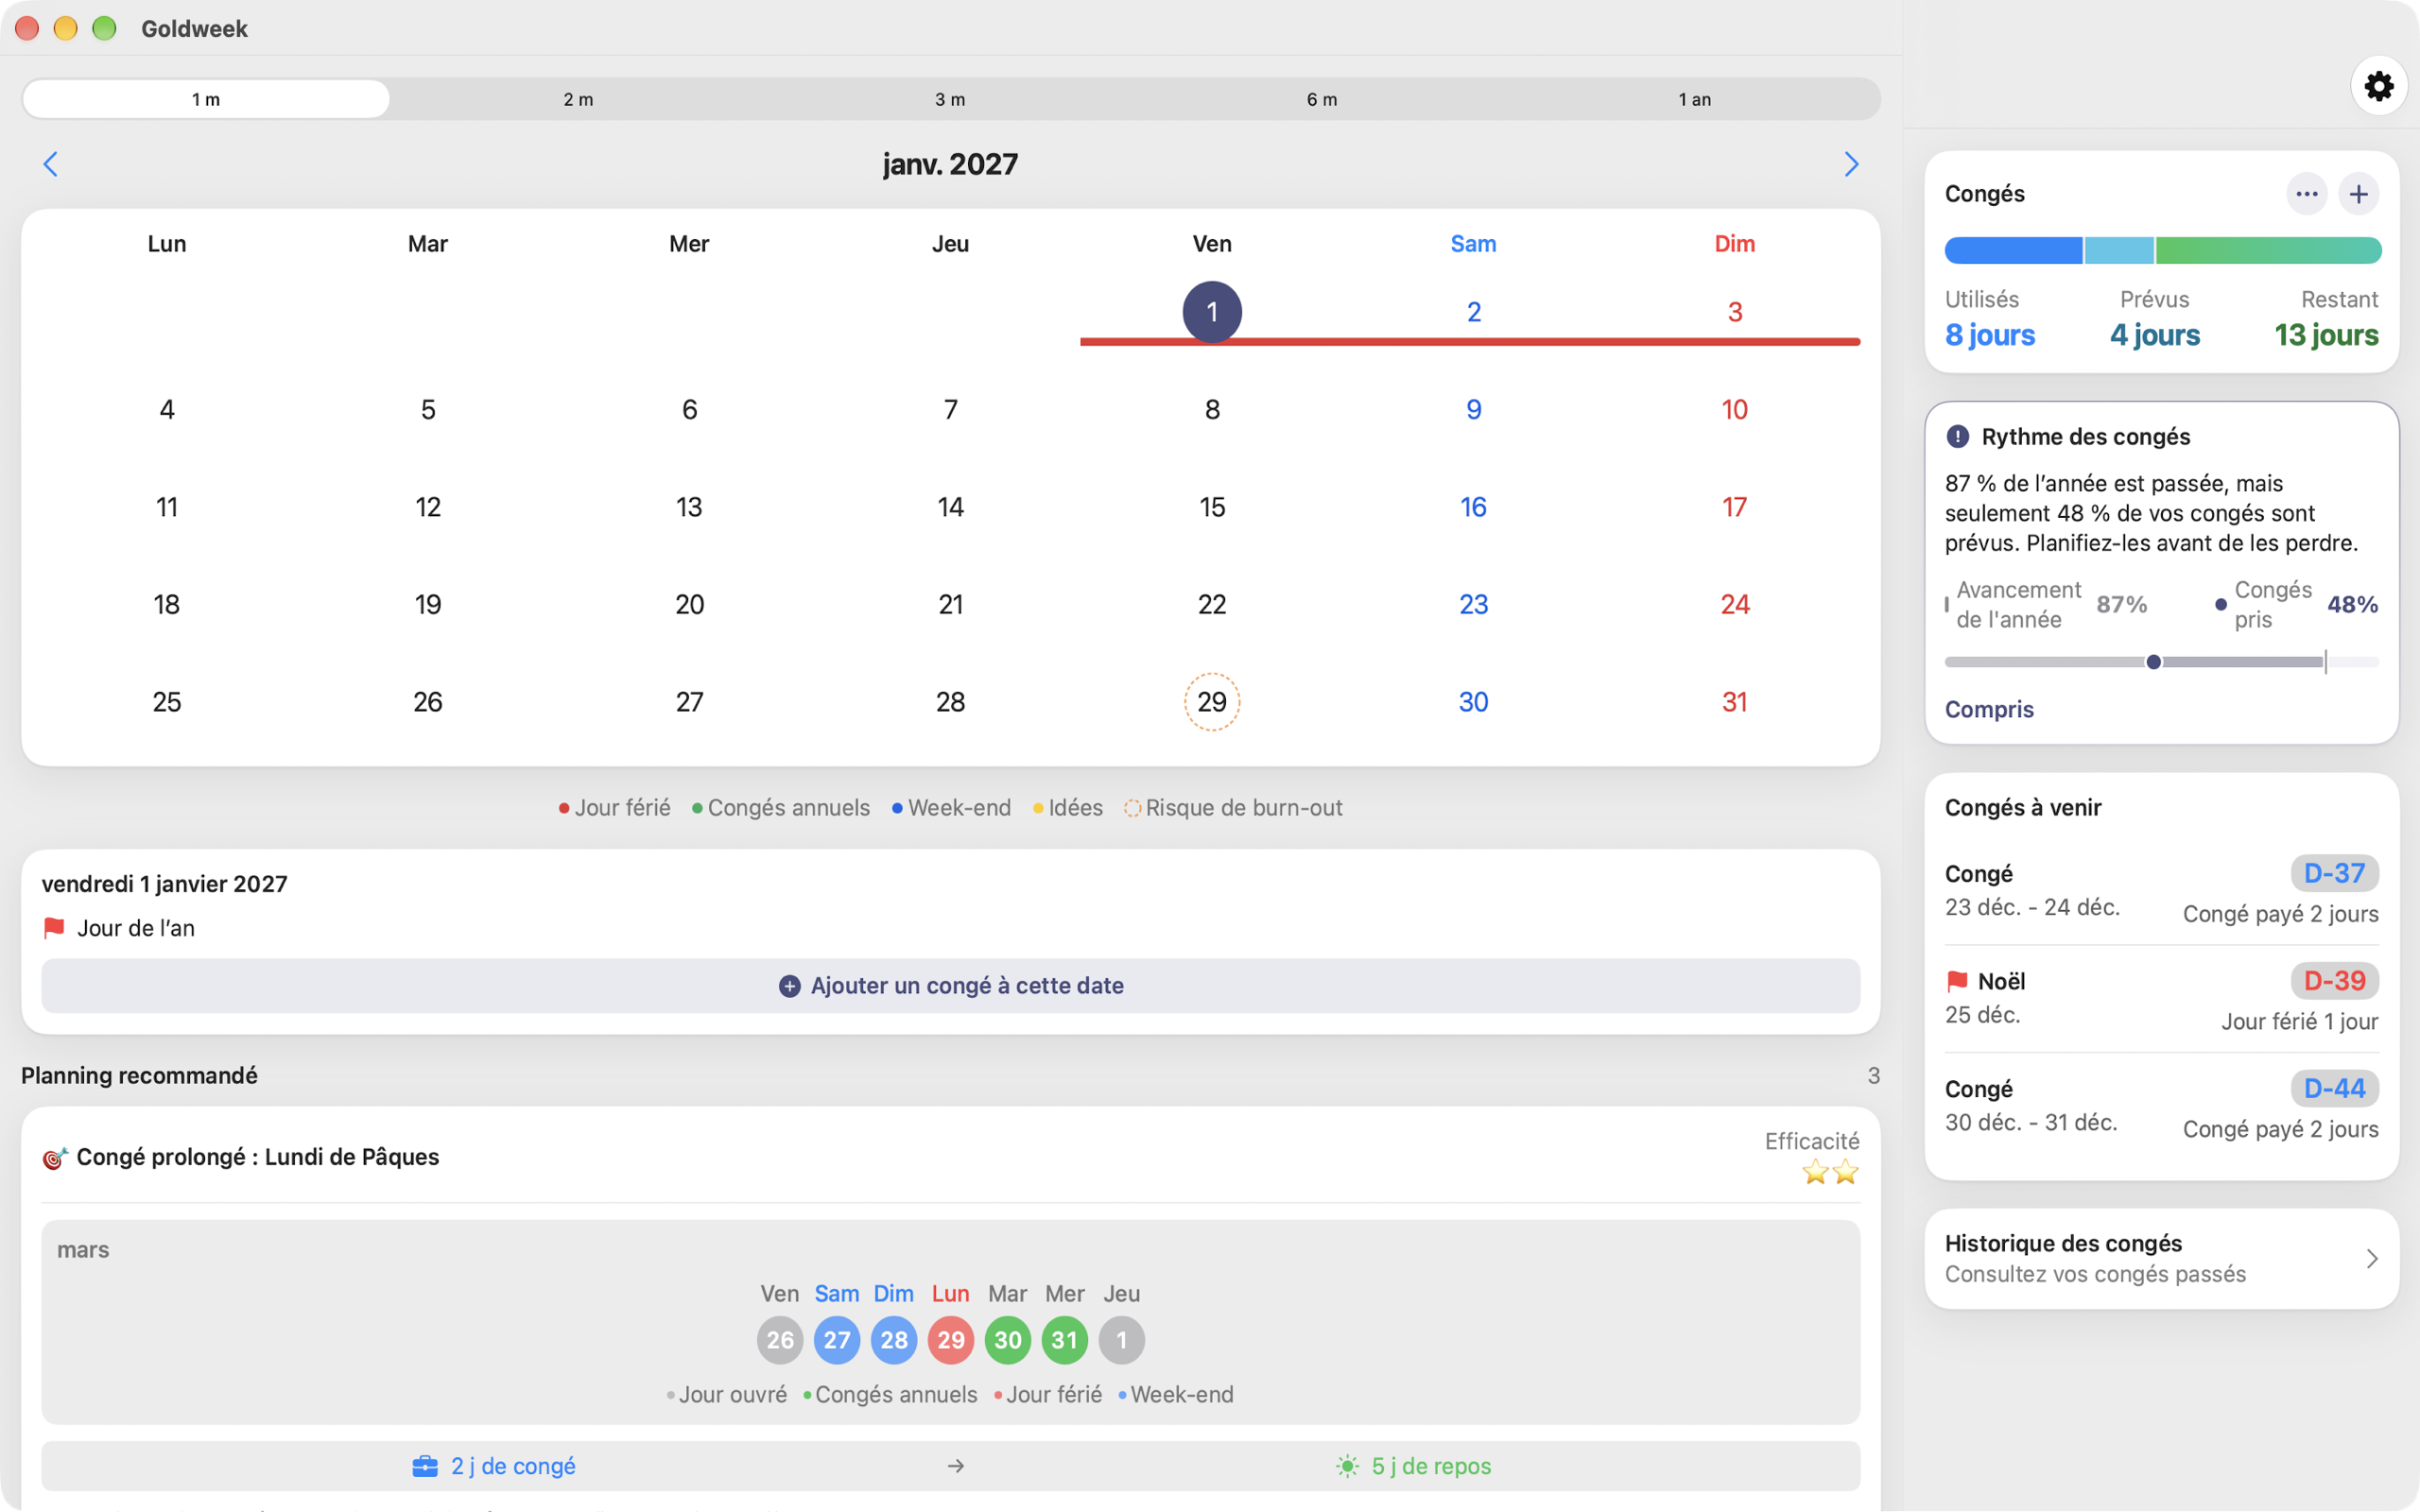 Goldweek
1 m 2 m 3 m 6 m 1 an
janv. 2027
Lun Mar Mer Jeu Ven Sam Dim
1 2 3
4 5 6 7 8 9 10
11 12 13 14 15 16 17
18 19 20 21 22 23 24
25 26 27 28 29 30 31
Jour férié Congés annuels Week-end Idées Risque de burn-out
vendredi 1 janvier 2027
Jour de l’an
Ajouter un congé à cette date
Planning recommandé 3
Congé prolongé : Lundi de Pâques
Efficacité
mars
Ven Sam Dim Lun Mar Mer Jeu
26 27 28 29 30 31 1
Jour ouvré Congés annuels Jour férié Week-end
2 j de congé → 5 j de repos
Congés
Utilisés Prévus Restant
8 jours 4 jours 13 jours
Rythme des congés
87 % de l’année est passée, mais
seulement 48 % de vos congés sont
prévus. Planifiez-les avant de les perdre.
Avancement
de l'année 87%
Congés
pris 48%
Compris
Congés à venir
Congé D-37
23 déc. - 24 déc. Congé payé 2 jours
Noël D-39
25 déc. Jour férié 1 jour
Congé D-44
30 déc. - 31 déc. Congé payé 2 jours
Historique des congés
Consultez vos congés passés